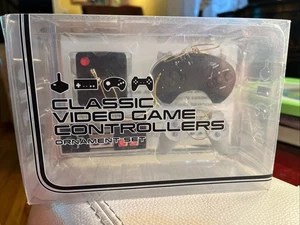 CLASSIC
VIDEO GAME
CONTROLLERS
ORNAMENT SET